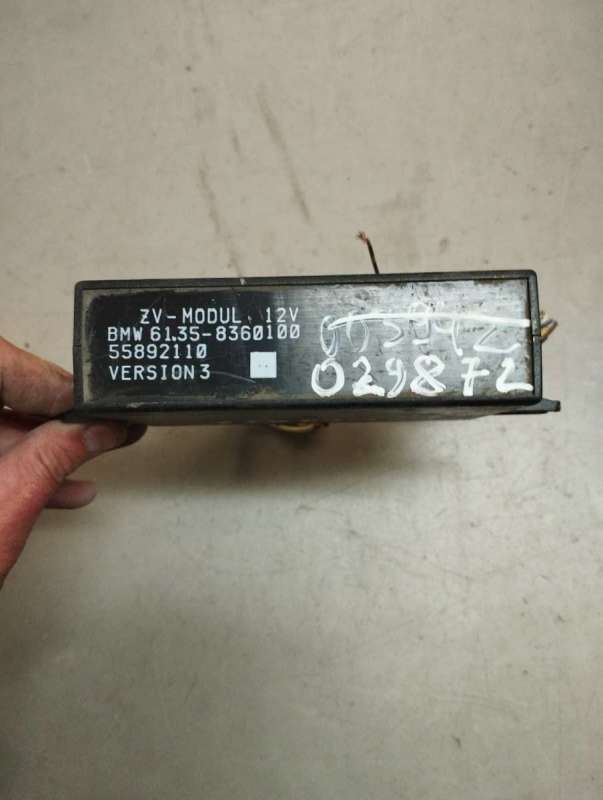 ZV-MODUL. 12V
BMW 61.35-8360100
55892110
VERSION 3
029872